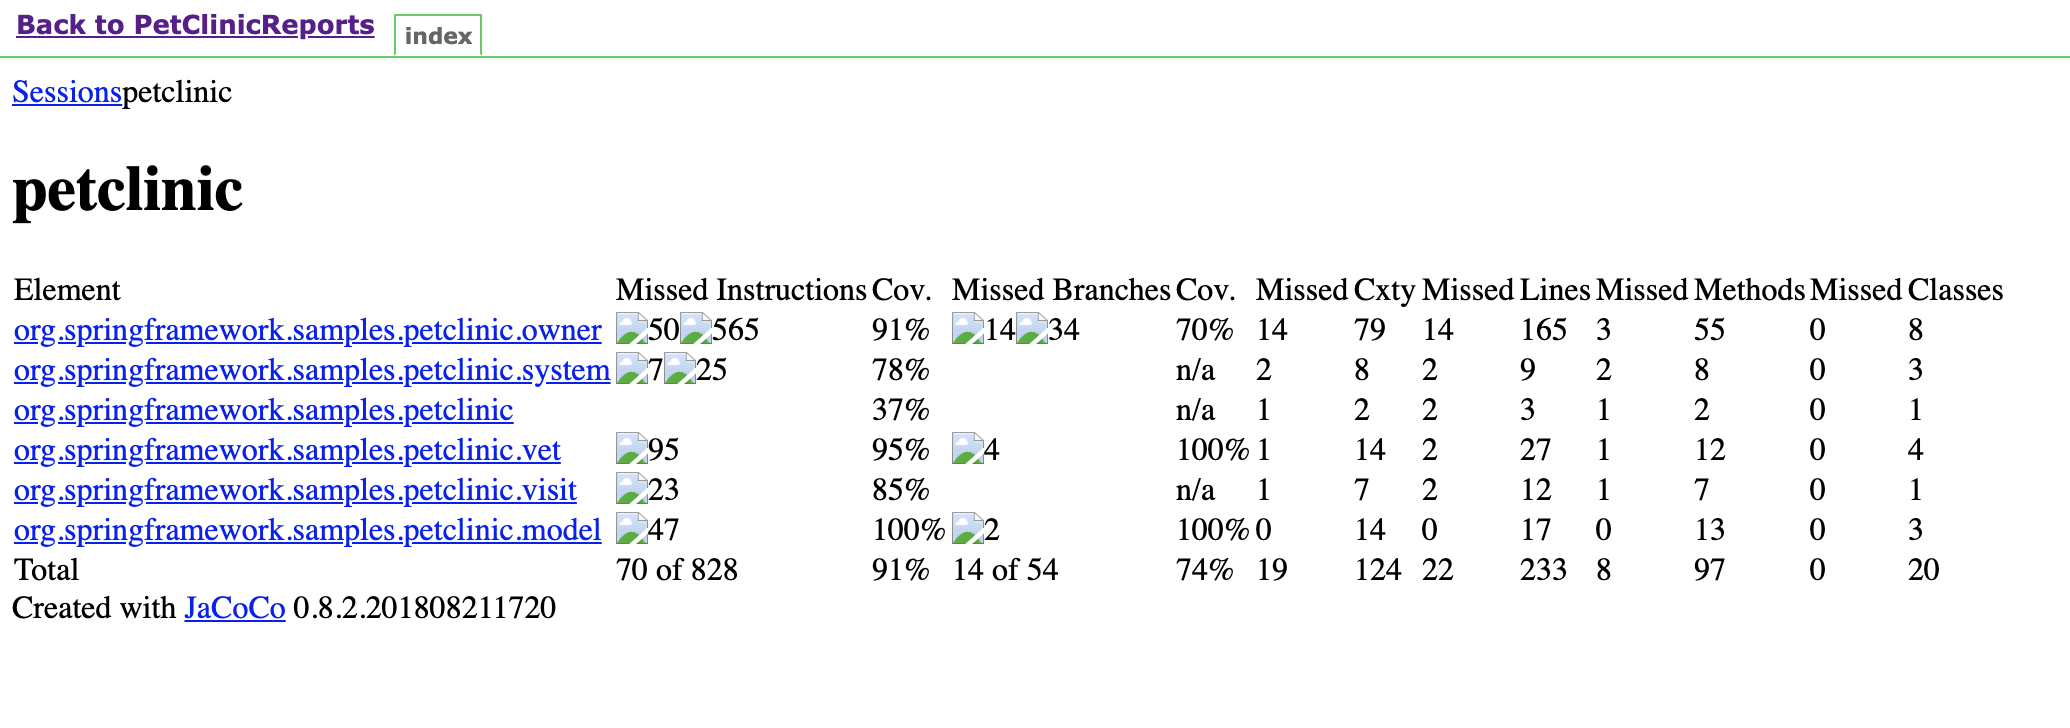 Back to PetClinicReports index
Sessionspetclinic
petclinic
Element Missed Instructions Cov. Missed Branches Cov. Missed Cxty Missed Lines Missed Methods Missed Classes
org.springframework.samples.petclinic.owner 50 565 91% 14 34 70% 14 79 14 165 3 55 0 8
org.springframework.samples.petclinic.system 7 25 78% n/a 2 8 2 9 2 8 0 3
org.springframework.samples.petclinic 37% n/a 1 2 2 3 1 2 0 1
org.springframework.samples.petclinic.vet 95 95% 4 100% 1 14 2 27 1 12 0 4
org.springframework.samples.petclinic.visit 23 85% n/a 1 7 2 12 1 7 0 1
org.springframework.samples.petclinic.model 47 100% 2 100% 0 14 0 17 0 13 0 3
Total 70 of 828 91% 14 of 54 74% 19 124 22 233 8 97 0 20
Created with JaCoCo 0.8.2.201808211720